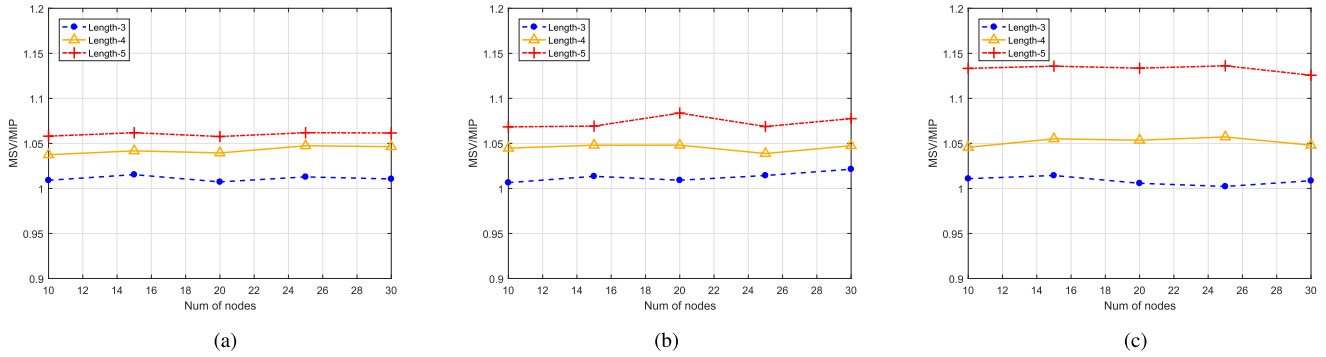 1.2
1.15
1.1
1.05
1
0.95
0.9
MSV/MIP
Length-3
Length-4
Length-5
10 12 14 16 18 20 22 24 26 28 30
Num of nodes
(a)
1.2
1.15
1.1
1.05
1
0.95
0.9
MSV/MIP
Length-3
Length-4
Length-5
10 12 14 16 18 20 22 24 26 28 30
Num of nodes
(b)
1.2
1.15
1.1
1.05
1
0.95
0.9
MSV/MIP
Length-3
Length-4
Length-5
10 12 14 16 18 20 22 24 26 28 30
Num of nodes
(c)